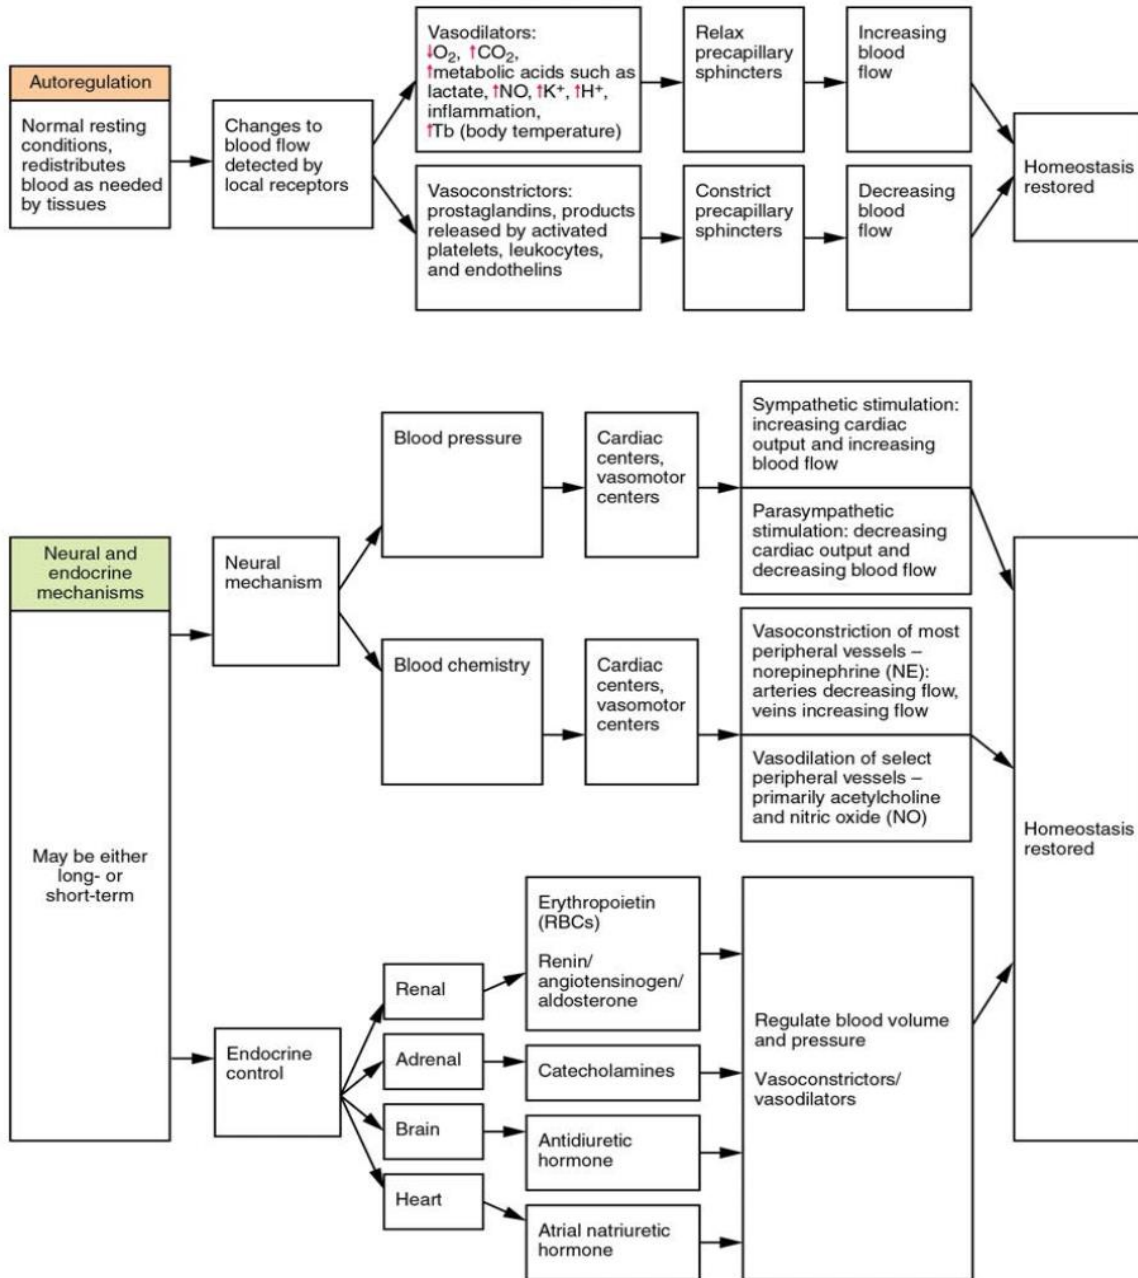 Autoregulation
Normal resting
conditions,
redistributes
blood as needed
by tissues
Changes to
blood flow
detected by
local receptors
Vasodilators:
↓O₂, ↑CO₂,
↑metabolic acids such as
lactate, ↑NO, ↑K⁺, ↑H⁺,
inflammation,
↑Tb (body temperature)
Relax
precapillary
sphincters
Increasing
blood
flow
Vasoconstrictors:
prostaglandins, products
released by activated
platelets, leukocytes,
and endothelins
Constrict
precapillary
sphincters
Decreasing
blood
flow
Homeostasis
restored
Neural and
endocrine
mechanisms
May be either
long- or
short-term
Neural
mechanism
Blood pressure
Cardiac
centers,
vasomotor
centers
Sympathetic stimulation:
increasing cardiac
output and increasing
blood flow
Parasympathetic
stimulation: decreasing
cardiac output and
decreasing blood flow
Blood chemistry
Cardiac
centers,
vasomotor
centers
Vasoconstriction of most
peripheral vessels –
norepinephrine (NE):
arteries decreasing flow,
veins increasing flow
Vasodilation of select
peripheral vessels –
primarily acetylcholine
and nitric oxide (NO)
Endocrine
control
Renal
Erythropoietin
(RBCs)
Renin/
angiotensinogen/
aldosterone
Adrenal
Catecholamines
Brain
Antidiuretic
hormone
Heart
Atrial natriuretic
hormone
Regulate blood volume
and pressure
Vasoconstrictors/
vasodilators
Homeostasis
restored